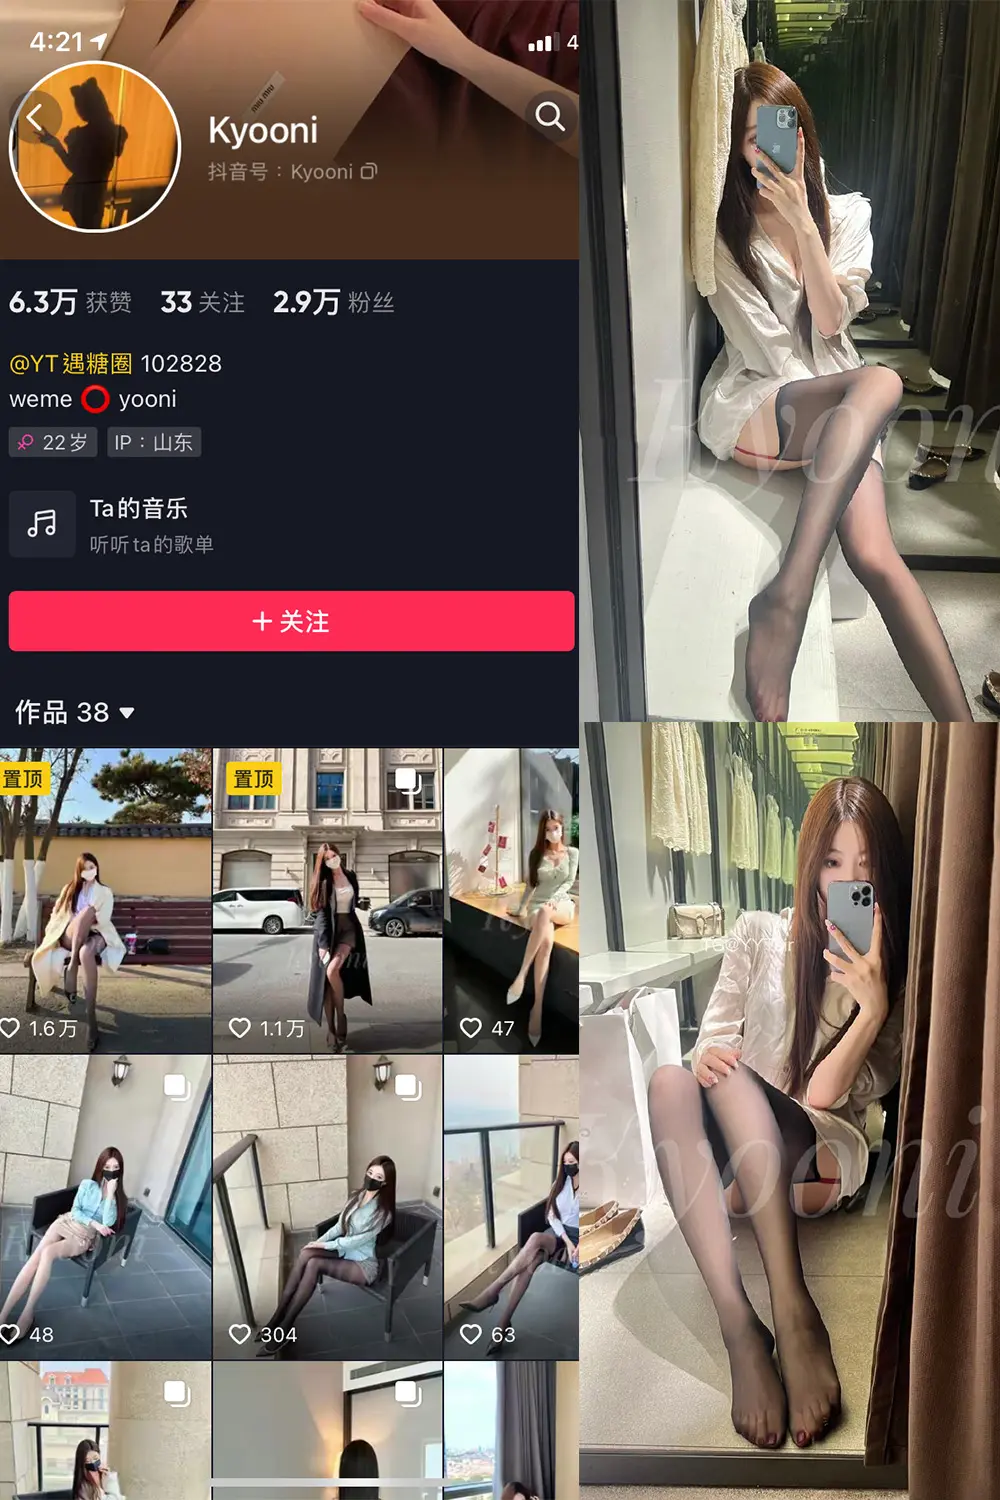 4:21
4
MIU MIU
Kyooni
抖音号：Kyooni
6.3万 获赞 33 关注 2.9万 粉丝
@YT遇糖圈 102828
weme ⭕ yooni
22岁 IP：山东
Ta的音乐
听听ta的歌单
+ 关注
作品 38
置顶
置顶
1.6万
1.1万
47
48
304
63
Kyooni
Kyooni